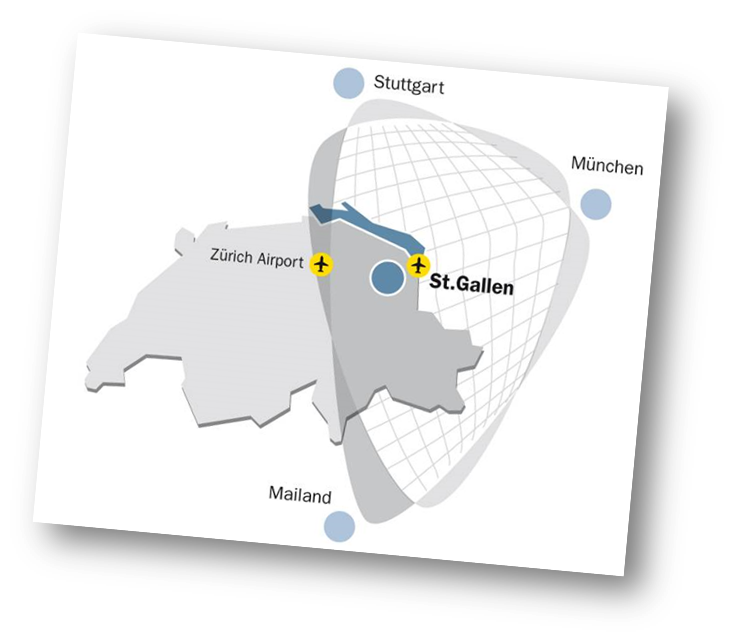 Stuttgart
München
Zürich Airport
St.Gallen
Mailand